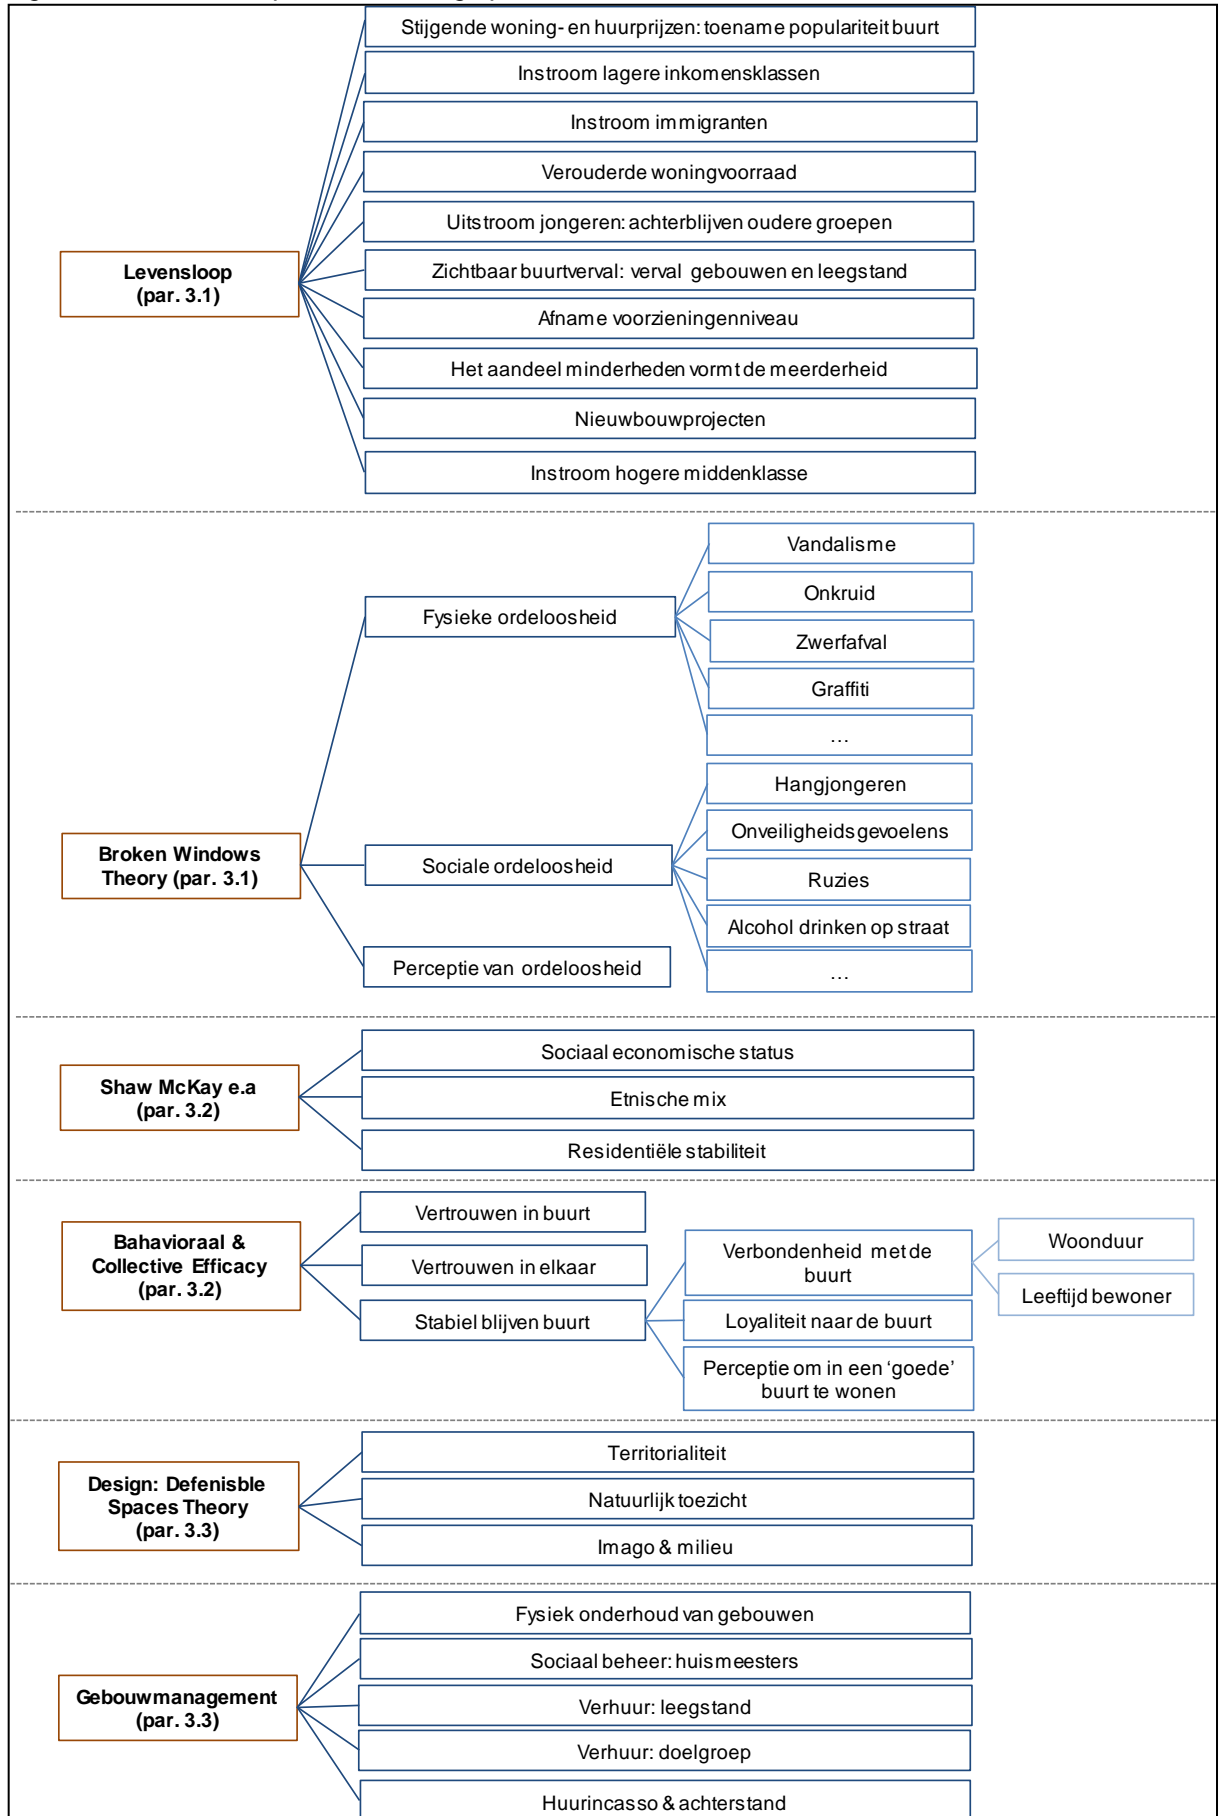 Stijgende woning- en huurprijzen: toename populariteit buurt
Instroom lagere inkomensklassen
Instroom immigranten
Verouderde woningvoorraad
Uitstroom jongeren: achterblijven oudere groepen
Levensloop
(par. 3.1)
Zichtbaar buurtverval: verval gebouwen en leegstand
Afname voorzieningenniveau
Het aandeel minderheden vormt de meerderheid
Nieuwbouwprojecten
Instroom hogere middenklasse
Broken Windows
Theory (par. 3.1)
Fysieke ordeloosheid
Vandalisme
Onkruid
Zwerfafval
Graffiti
…
Sociale ordeloosheid
Hangjongeren
Onveiligheidsgevoelens
Ruzies
Alcohol drinken op straat
…
Perceptie van ordeloosheid
Shaw McKay e.a
(par. 3.2)
Sociaal economische status
Etnische mix
Residentiële stabiliteit
Bahavioraal &
Collective Efficacy
(par. 3.2)
Vertrouwen in buurt
Vertrouwen in elkaar
Stabiel blijven buurt
Verbondenheid met de
buurt
Woonduur
Leeftijd bewoner
Loyaliteit naar de buurt
Perceptie om in een ‘goede’
buurt te wonen
Design: Defenisble
Spaces Theory
(par. 3.3)
Territorialiteit
Natuurlijk toezicht
Imago & milieu
Gebouwmanagement
(par. 3.3)
Fysiek onderhoud van gebouwen
Sociaal beheer: huismeesters
Verhuur: leegstand
Verhuur: doelgroep
Huurincasso & achterstand